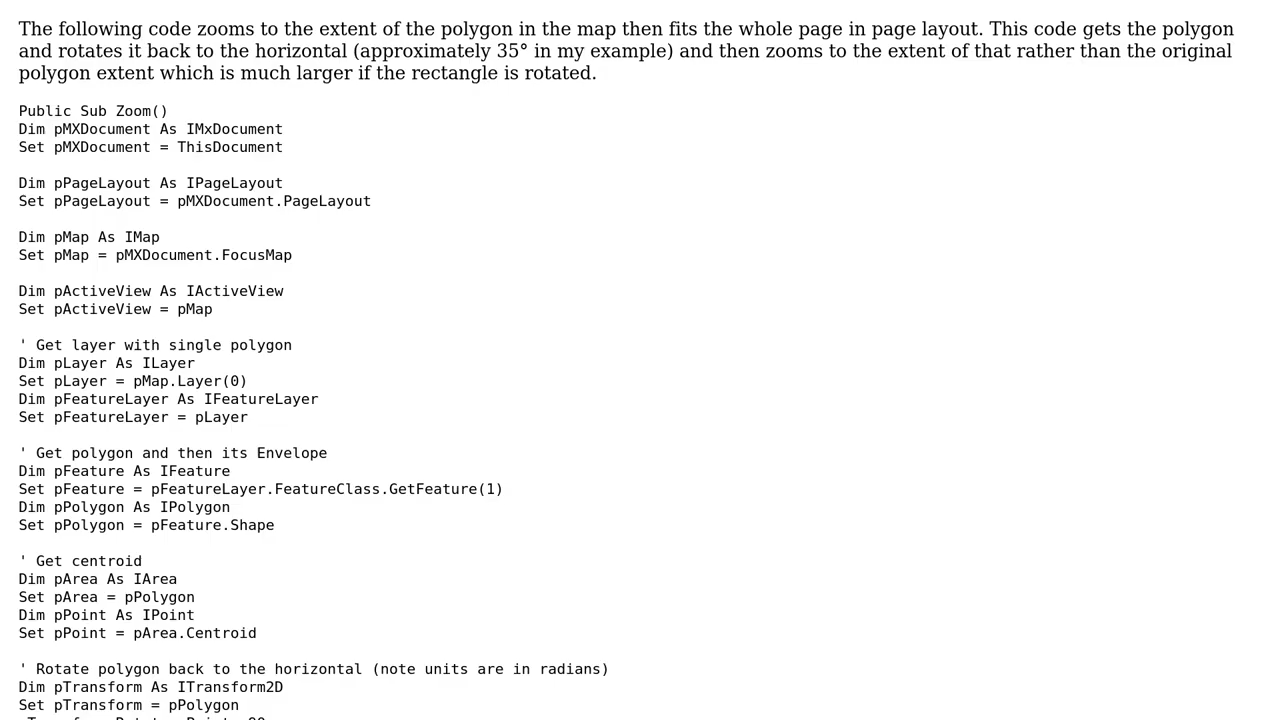 The following code zooms to the extent of the polygon in the map then fits the whole page in page layout. This code gets the polygon
and rotates it back to the horizontal (approximately 35° in my example) and then zooms to the extent of that rather than the original
polygon extent which is much larger if the rectangle is rotated.
Public Sub Zoom()
Dim pMXDocument As IMxDocument
Set pMXDocument = ThisDocument
Dim pPageLayout As IPageLayout
Set pPageLayout = pMXDocument.PageLayout
Dim pMap As IMap
Set pMap = pMXDocument.FocusMap
Dim pActiveView As IActiveView
Set pActiveView = pMap
' Get layer with single polygon
Dim pLayer As ILayer
Set pLayer = pMap.Layer(0)
Dim pFeatureLayer As IFeatureLayer
Set pFeatureLayer = pLayer
' Get polygon and then its Envelope
Dim pFeature As IFeature
Set pFeature = pFeatureLayer.FeatureClass.GetFeature(1)
Dim pPolygon As IPolygon
Set pPolygon = pFeature.Shape
' Get centroid
Dim pArea As IArea
Set pArea = pPolygon
Dim pPoint As IPoint
Set pPoint = pArea.Centroid
' Rotate polygon back to the horizontal (note units are in radians)
Dim pTransform As ITransform2D
Set pTransform = pPolygon